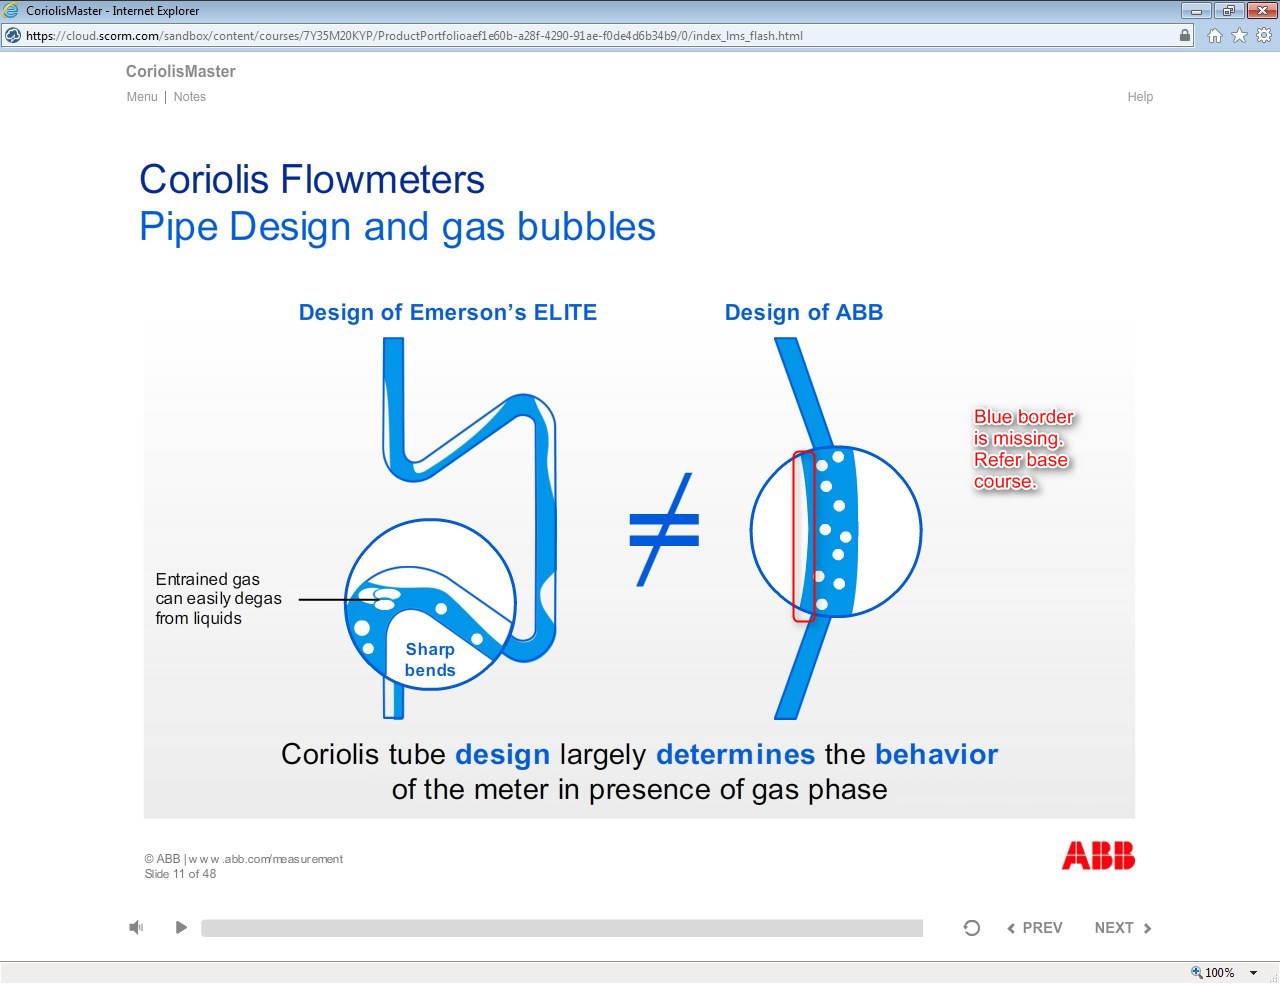 CoriolisMaster - Internet Explorer
https://cloud.scorm.com/sandbox/content/courses/7Y35M20KYP/ProductPortfolioaef1e60b-a28f-4290-91ae-f0de4d6b34b9/0/index_lms_flash.html
CoriolisMaster
Menu | Notes
Help
Coriolis Flowmeters
Pipe Design and gas bubbles
Design of Emerson's ELITE
Design of ABB
Blue border
is missing.
Refer base
course.
≠
Entrained gas
can easily degas
from liquids
Sharp
bends
Coriolis tube design largely determines the behavior
of the meter in presence of gas phase
© ABB | www.abb.com/measurement
Slide 11 of 48
ABB
PREV
NEXT
100%